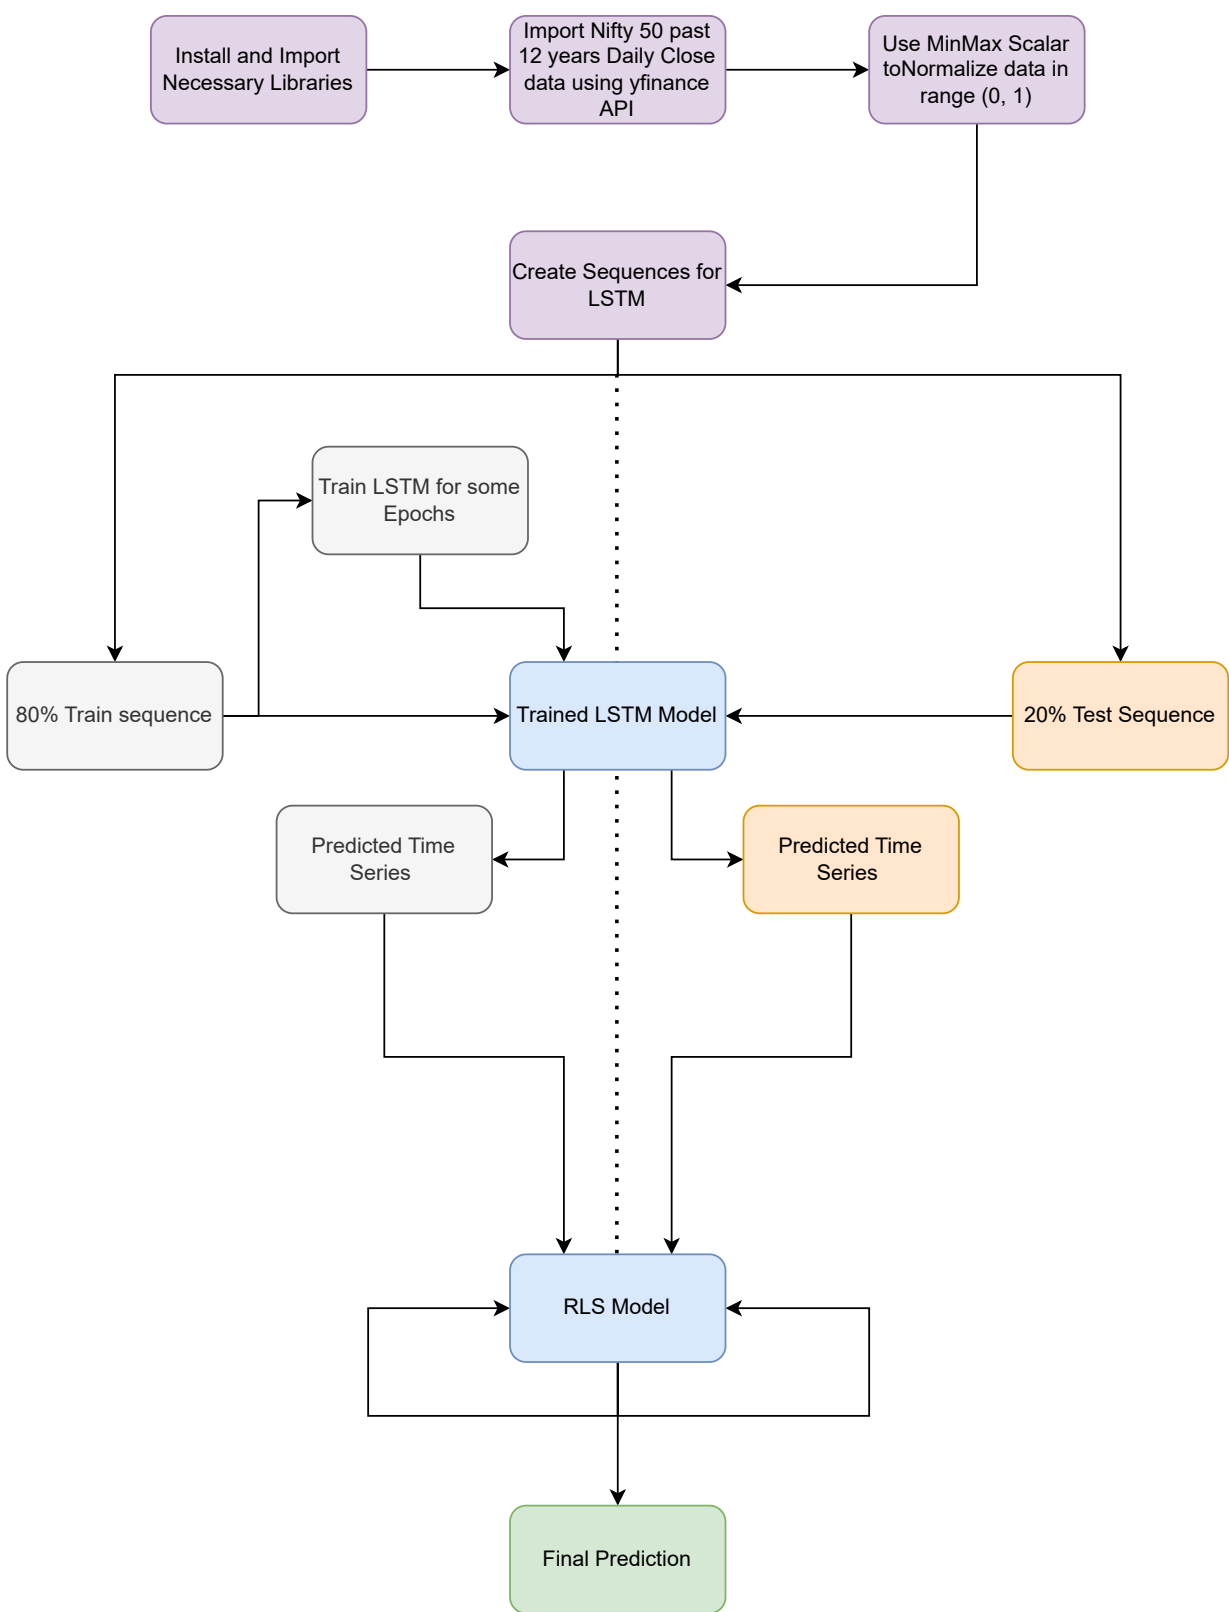 Install and Import
Necessary Libraries
Import Nifty 50 past
12 years Daily Close
data using yfinance
API
Use MinMax Scalar
toNormalize data in
range (0, 1)
Create Sequences for
LSTM
Train LSTM for some
Epochs
80% Train sequence
Trained LSTM Model
20% Test Sequence
Predicted Time
Series
Predicted Time
Series
RLS Model
Final Prediction